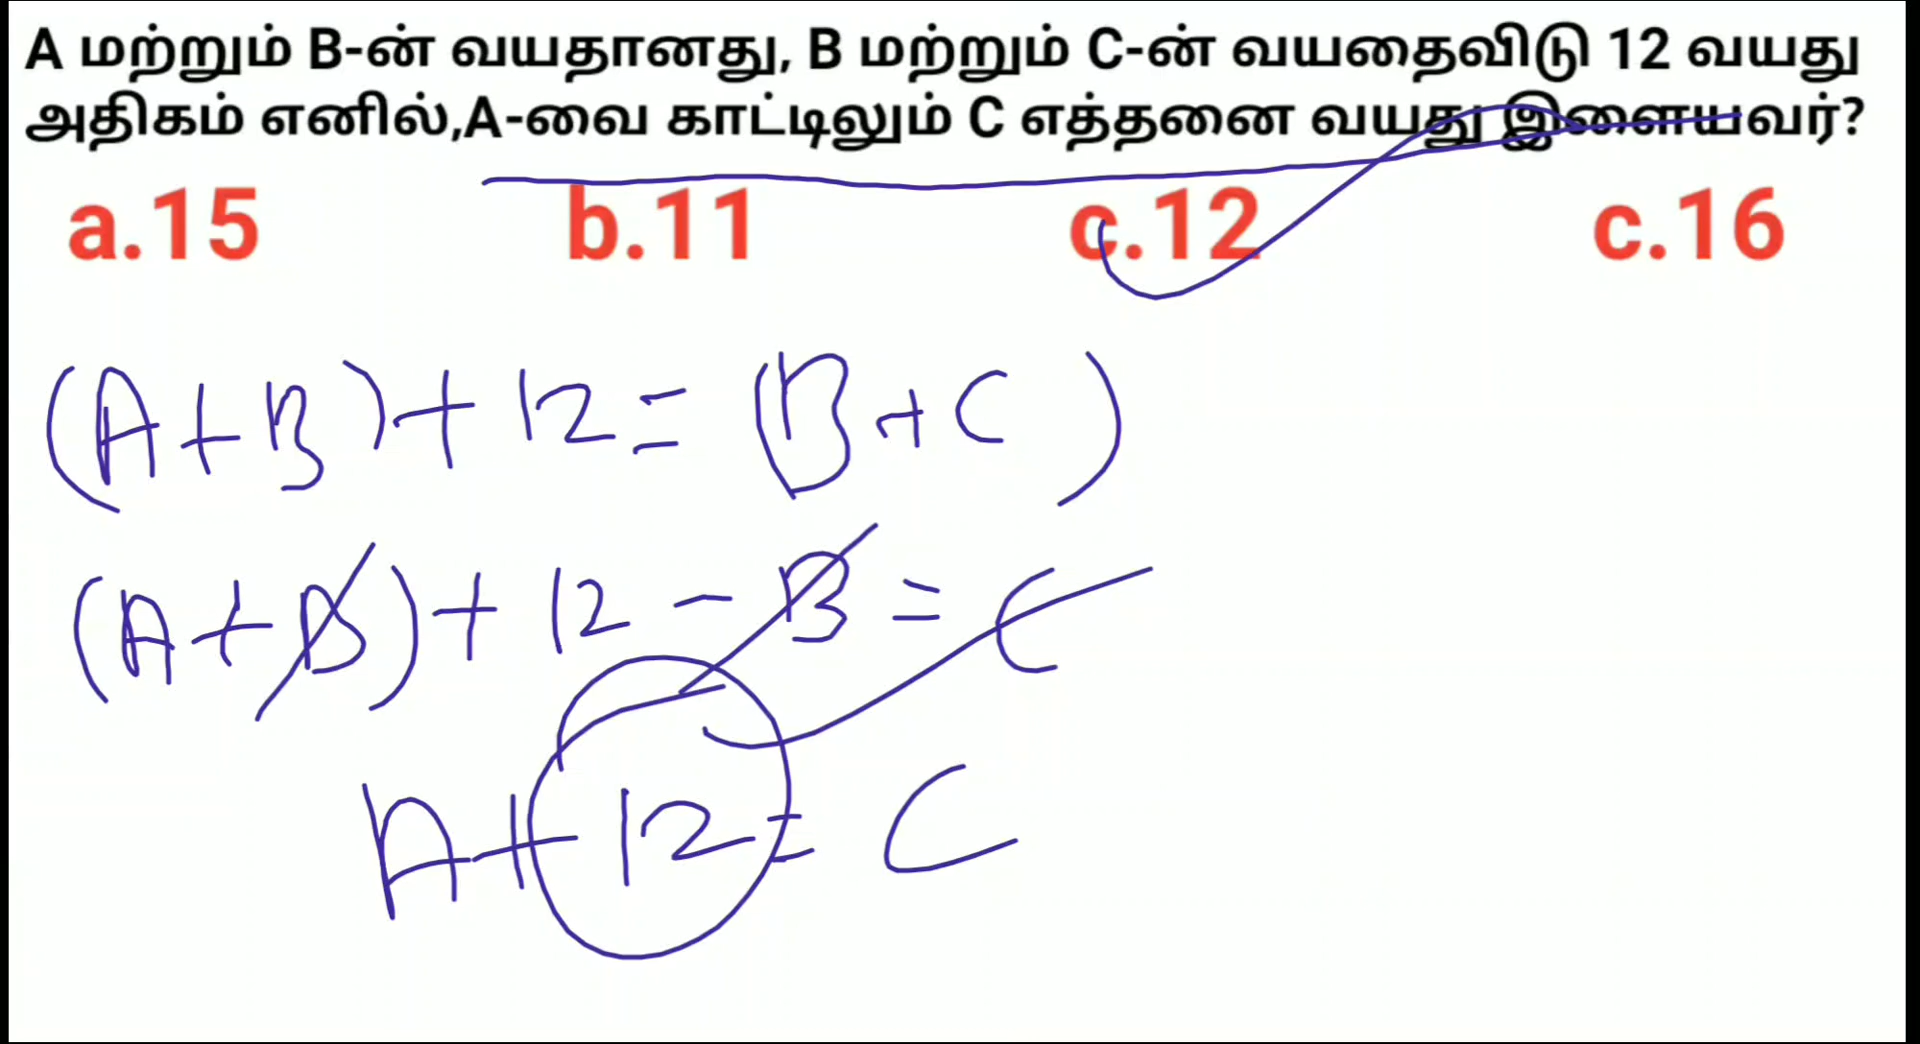 A மற்றும் B-ன் வயதானது, B மற்றும் C-ன் வயதைவிடு 12 வயது
அதிகம் எனில்,A-வை காட்டிலும் C எத்தனை வயது இளையவர்?
a.15 b.11 c.12 c.16
(A+B)+12=(B+C)
(A+B)+12-B=C
A+12=C